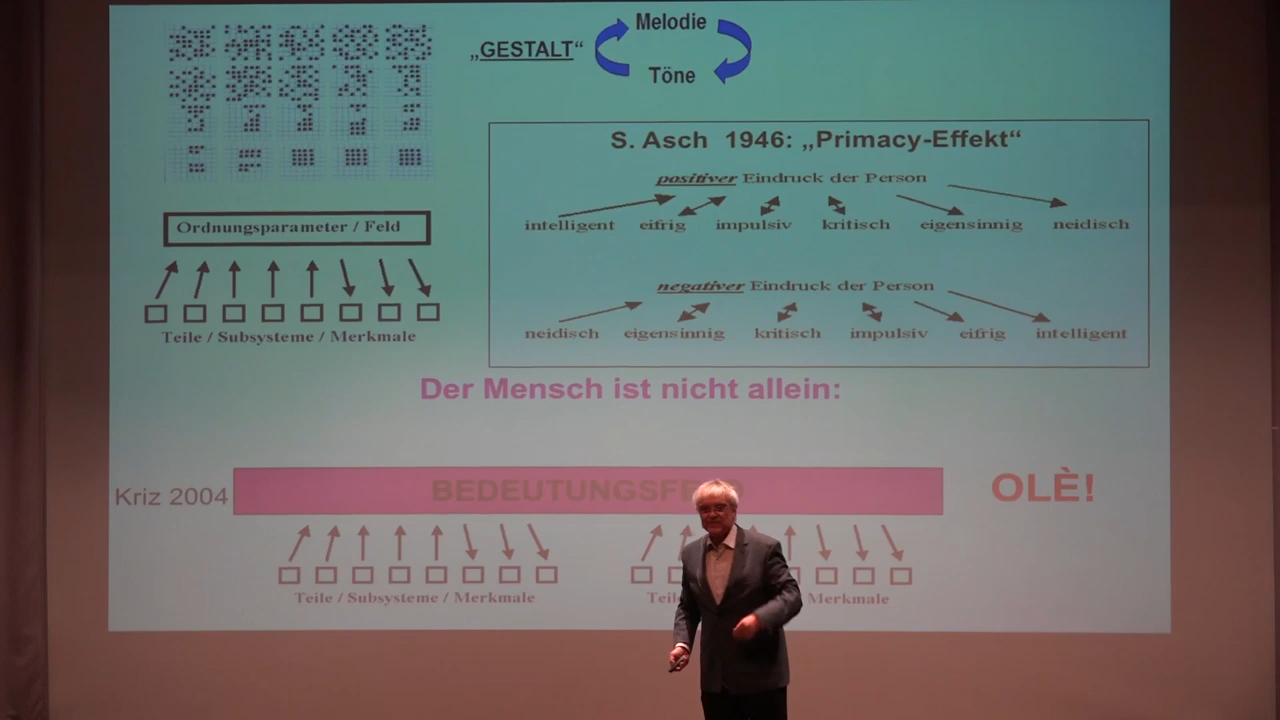 Melodie
„GESTALT“
Töne
S. Asch 1946: „Primacy-Effekt“
positiver Eindruck der Person
intelligent eifrig impulsiv kritisch eigensinnig neidisch
negativer Eindruck der Person
neidisch eigensinnig kritisch impulsiv eifrig intelligent
Ordnungsparameter / Feld
Teile / Subsysteme / Merkmale
Der Mensch ist nicht allein:
Kriz 2004
OLÈ!
Teile / Subsysteme / Merkmale
Merkmale